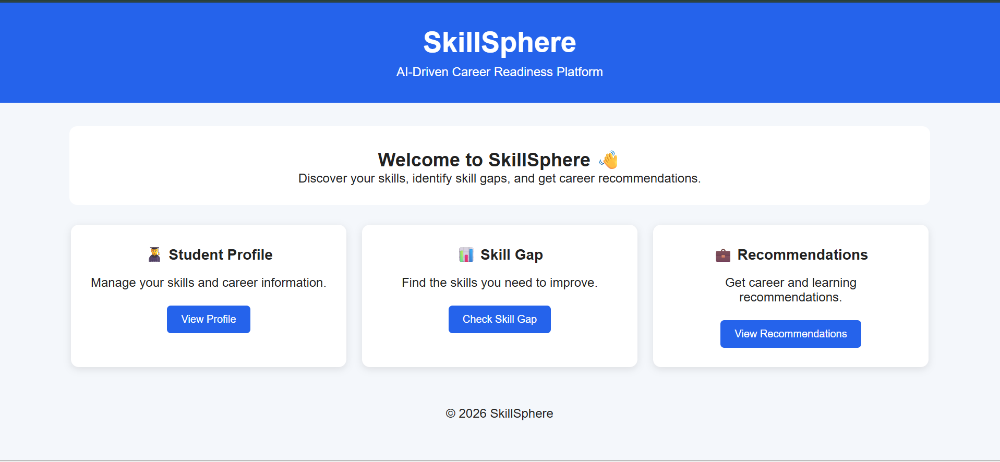 SkillSphere
AI-Driven Career Readiness Platform
Welcome to SkillSphere 👋
Discover your skills, identify skill gaps, and get career recommendations.
👨‍🎓 Student Profile
Manage your skills and career information.
View Profile
📊 Skill Gap
Find the skills you need to improve.
Check Skill Gap
💼 Recommendations
Get career and learning
recommendations.
View Recommendations
© 2026 SkillSphere